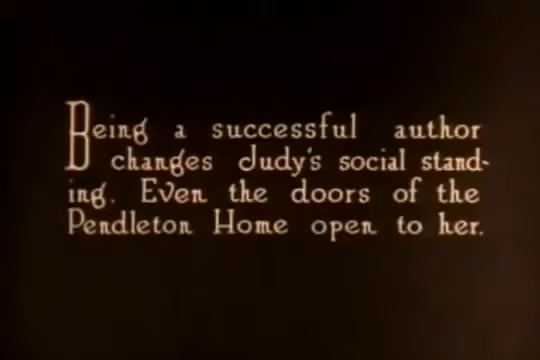 Being a successful author
changes Judy's social stand-
ing. Even the doors of the
Pendleton Home open to her.